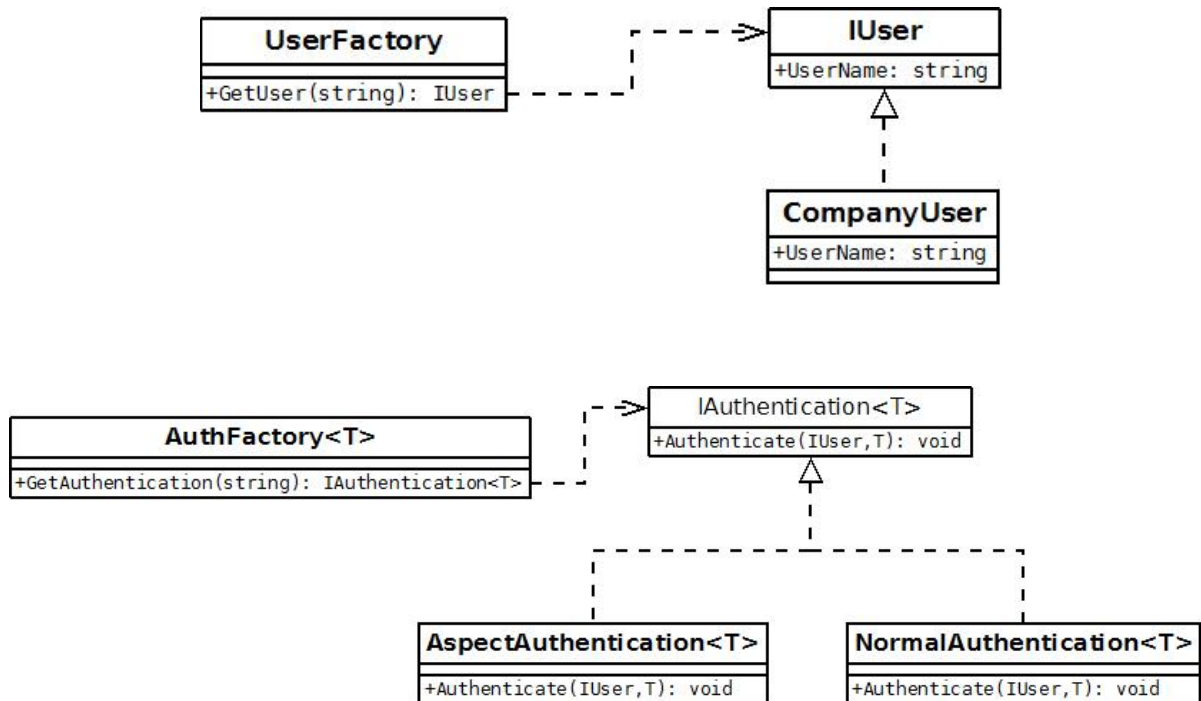 UserFactory
+GetUser(string): IUser
IUser
+UserName: string
CompanyUser
+UserName: string
AuthFactory<T>
+GetAuthentication(string): IAuthentication<T>
IAuthentication<T>
+Authenticate(IUser,T): void
AspectAuthentication<T>
+Authenticate(IUser,T): void
NormalAuthentication<T>
+Authenticate(IUser,T): void